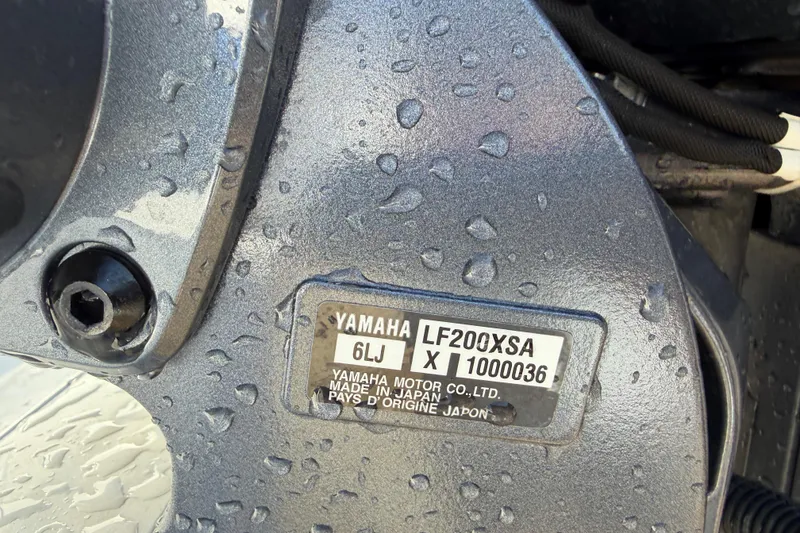 YAMAHA LF200XSA
6LJ X 1000036
YAMAHA MOTOR CO.,LTD.
MADE IN JAPAN
PAYS D'ORIGINE JAPON